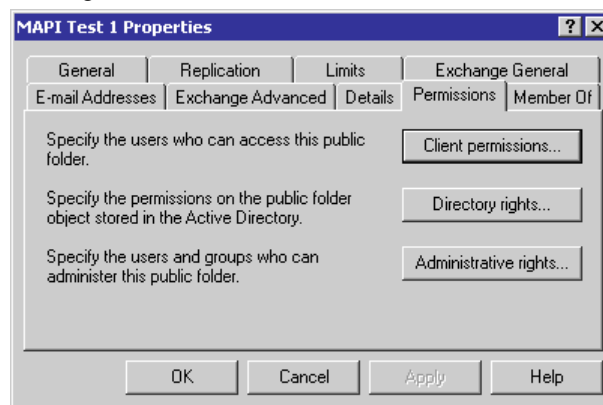 MAPI Test 1 Properties ? ×
General Replication Limits Exchange General
E-mail Addresses Exchange Advanced Details Permissions Member Of
Specify the users who can access this public
folder.
Client permissions...
Specify the permissions on the public folder
object stored in the Active Directory.
Directory rights...
Specify the users and groups who can
administer this public folder.
Administrative rights...
OK Cancel Apply Help